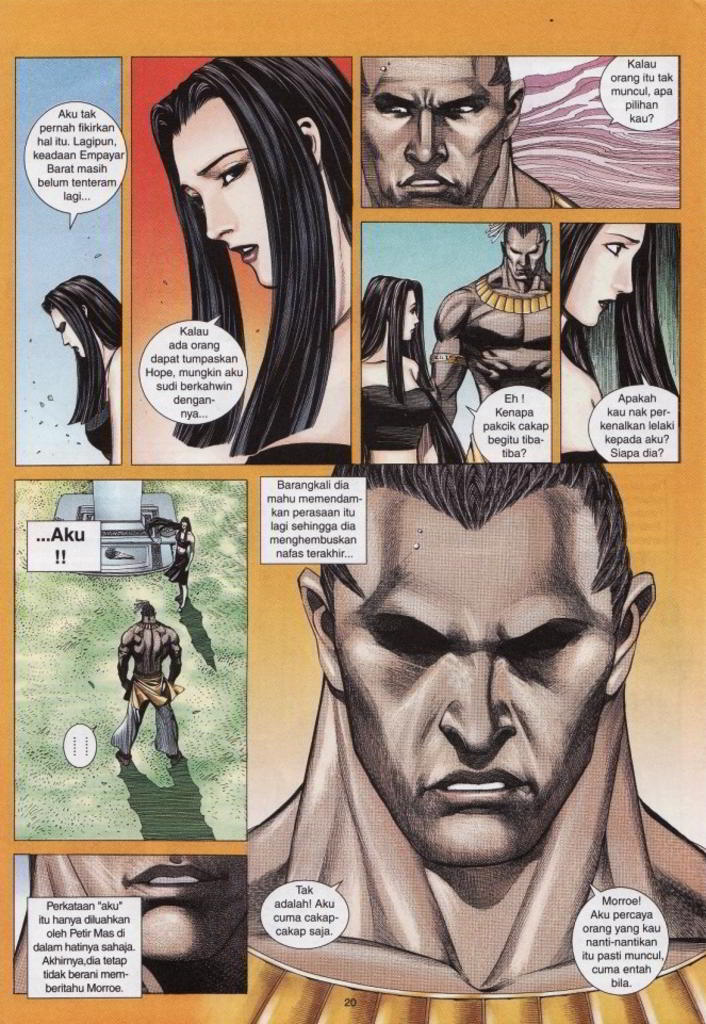 Aku tak
pernah fikirkan
hal itu. Lagipun,
keadaan Empayar
Barat masih
belum tenteram
lagi...
Kalau
ada orang
dapat tumpaskan
Hope, mungkin aku
sudi berkahwin
dengan-
nya...
Kalau
orang itu tak
muncul, apa
pilihan
kau?
Eh !
Kenapa
pakcik cakap
begitu tiba-
tiba?
Apakah
kau nak per-
kenalkan lelaki
kepada aku?
Siapa dia?
...Aku
!!
Barangkali dia
mahu memendam-
kan perasaan itu
lagi sehingga dia
menghembuskan
nafas terakhir...
Perkataan "aku"
itu hanya diluahkan
oleh Petir Mas di
dalam hatinya sahaja.
Akhirnya,dia tetap
tidak berani mem-
beritahu Morroe.
Tak
adalah! Aku
cuma cakap-
cakap saja.
Morroe!
Aku percaya
orang yang kau
nanti-nantikan
itu pasti muncul,
cuma entah
bila.
20